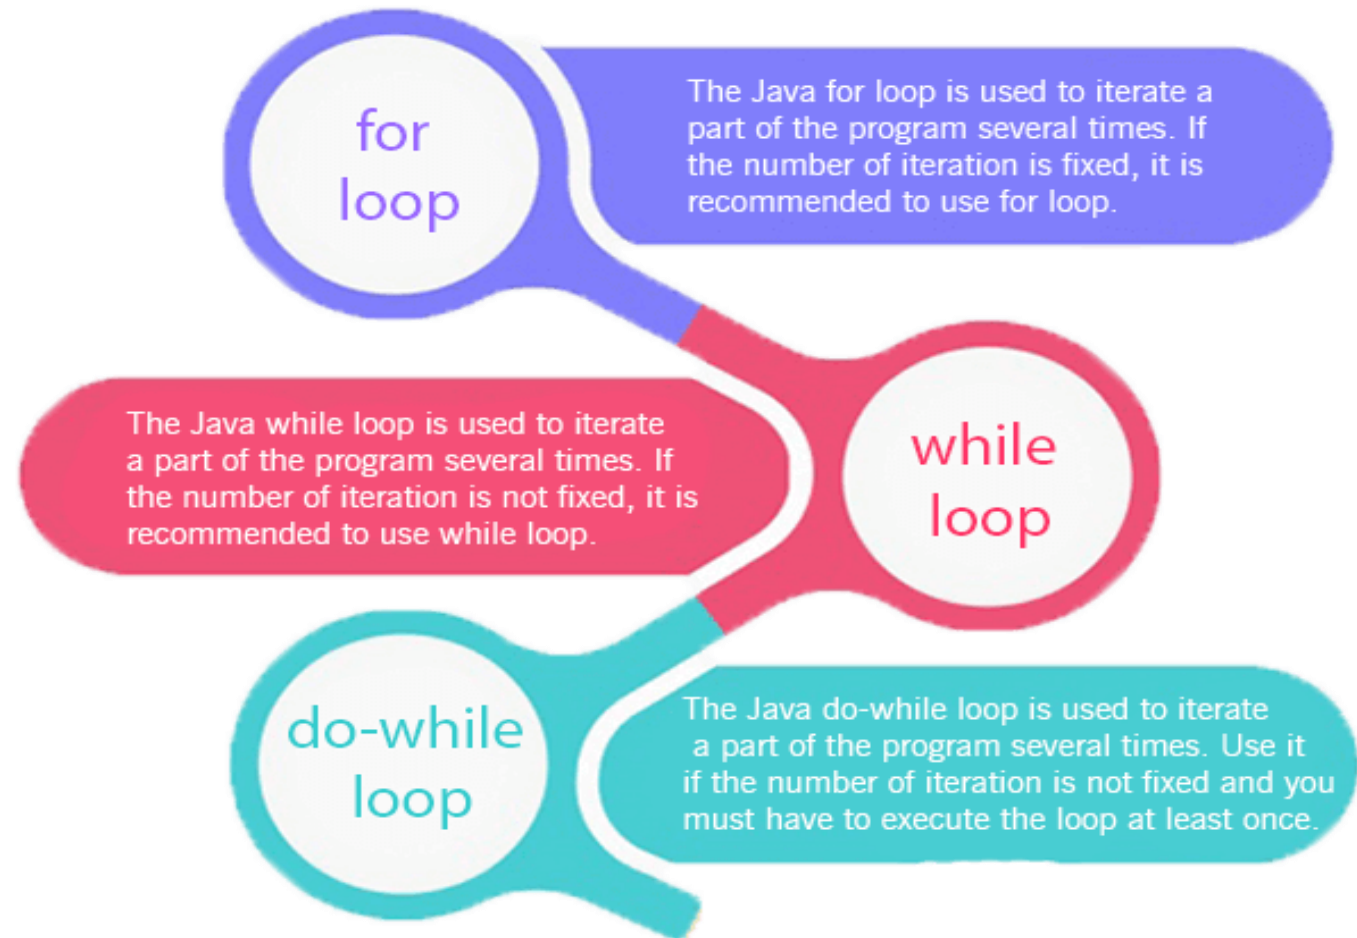 for
loop
The Java for loop is used to iterate a
part of the program several times. If
the number of iteration is fixed, it is
recommended to use for loop.
The Java while loop is used to iterate
a part of the program several times. If
the number of iteration is not fixed, it is
recommended to use while loop.
while
loop
do-while
loop
The Java do-while loop is used to iterate
a part of the program several times. Use it
if the number of iteration is not fixed and you
must have to execute the loop at least once.